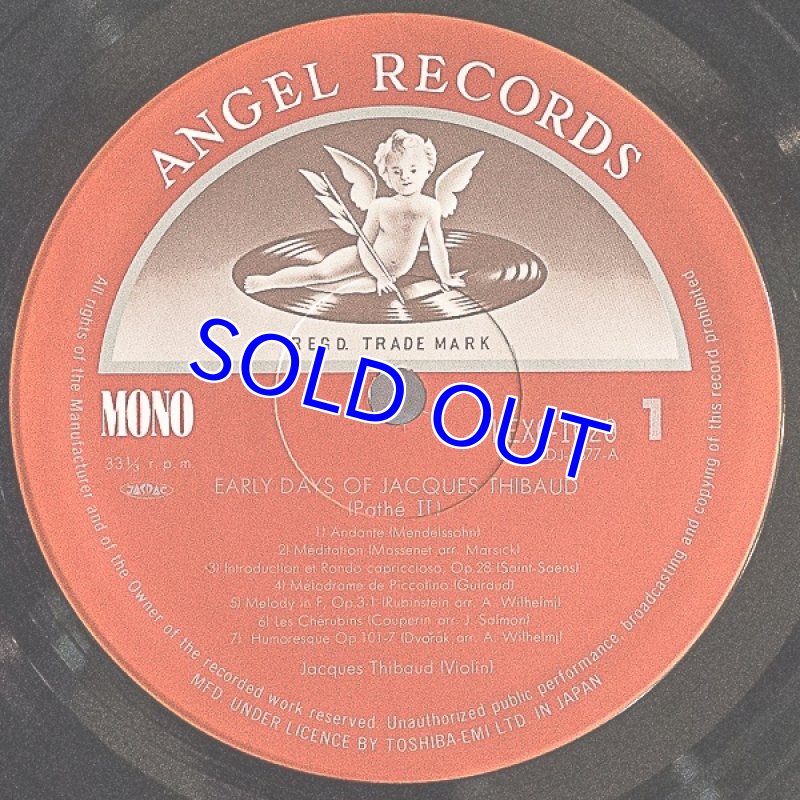 ANGEL RECORDS
REGD. TRADE MARK
SOLD OUT
MONO
1
33⅓ r.p.m.
JASRAC
EARLY DAYS OF JACQUES THIBAUD
(Pathé II)
1) Andante (Mendelssohn)
2) Méditation (Massenet arr. Marsick)
3) Introduction et Rondo capriccioso, Op.28 (Saint-Saëns)
4) Mélodrame de Piccolino (Guiraud)
5) Melody in F, Op.3-1 (Rubinstein arr. A. Wilhelmj)
6) Les Chérubins (Couperin arr. J. Salmon)
7) Humoresque, Op.101-7 (Dvořák arr. A. Wilhelmj)
Jacques Thibaud (Violin)
All rights of the Manufacturer and of the Owner of the recorded work reserved. Unauthorized public performance, broadcasting and copying of this record prohibited
MFD. UNDER LICENCE BY TOSHIBA-EMI LTD. IN JAPAN